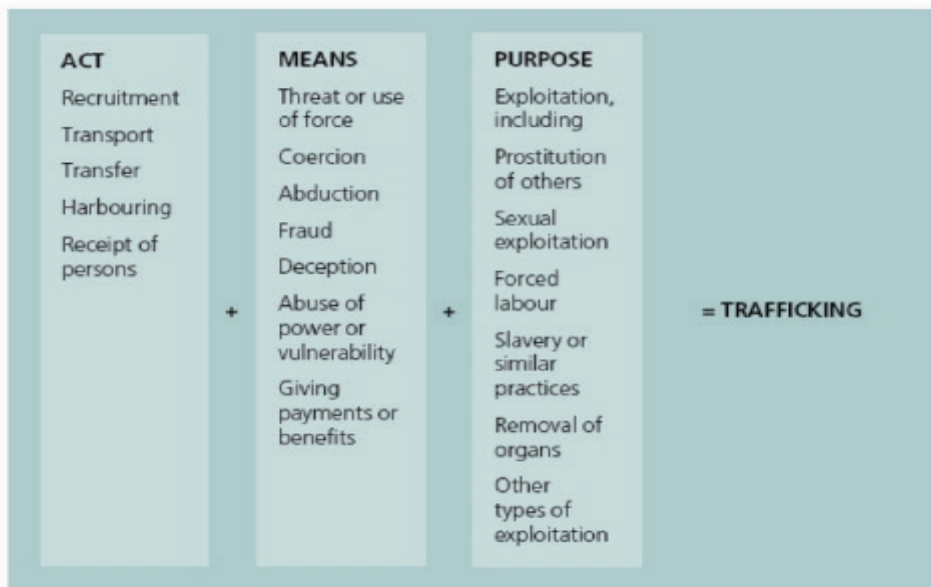 ACT
Recruitment
Transport
Transfer
Harbouring
Receipt of
persons
+
MEANS
Threat or use
of force
Coercion
Abduction
Fraud
Deception
Abuse of
power or
vulnerability
Giving
payments or
benefits
+
PURPOSE
Exploitation,
including
Prostitution
of others
Sexual
exploitation
Forced
labour
Slavery or
similar
practices
Removal of
organs
Other
types of
exploitation
= TRAFFICKING